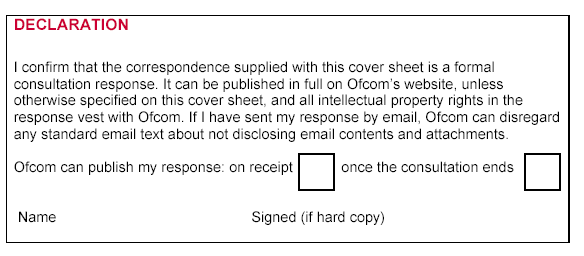 DECLARATION
I confirm that the correspondence supplied with this cover sheet is a formal
consultation response. It can be published in full on Ofcom's website, unless
otherwise specified on this cover sheet, and all intellectual property rights in the
response vest with Ofcom. If I have sent my response by email, Ofcom can disregard
any standard email text about not disclosing email contents and attachments.
Ofcom can publish my response: on receipt once the consultation ends
Name Signed (if hard copy)